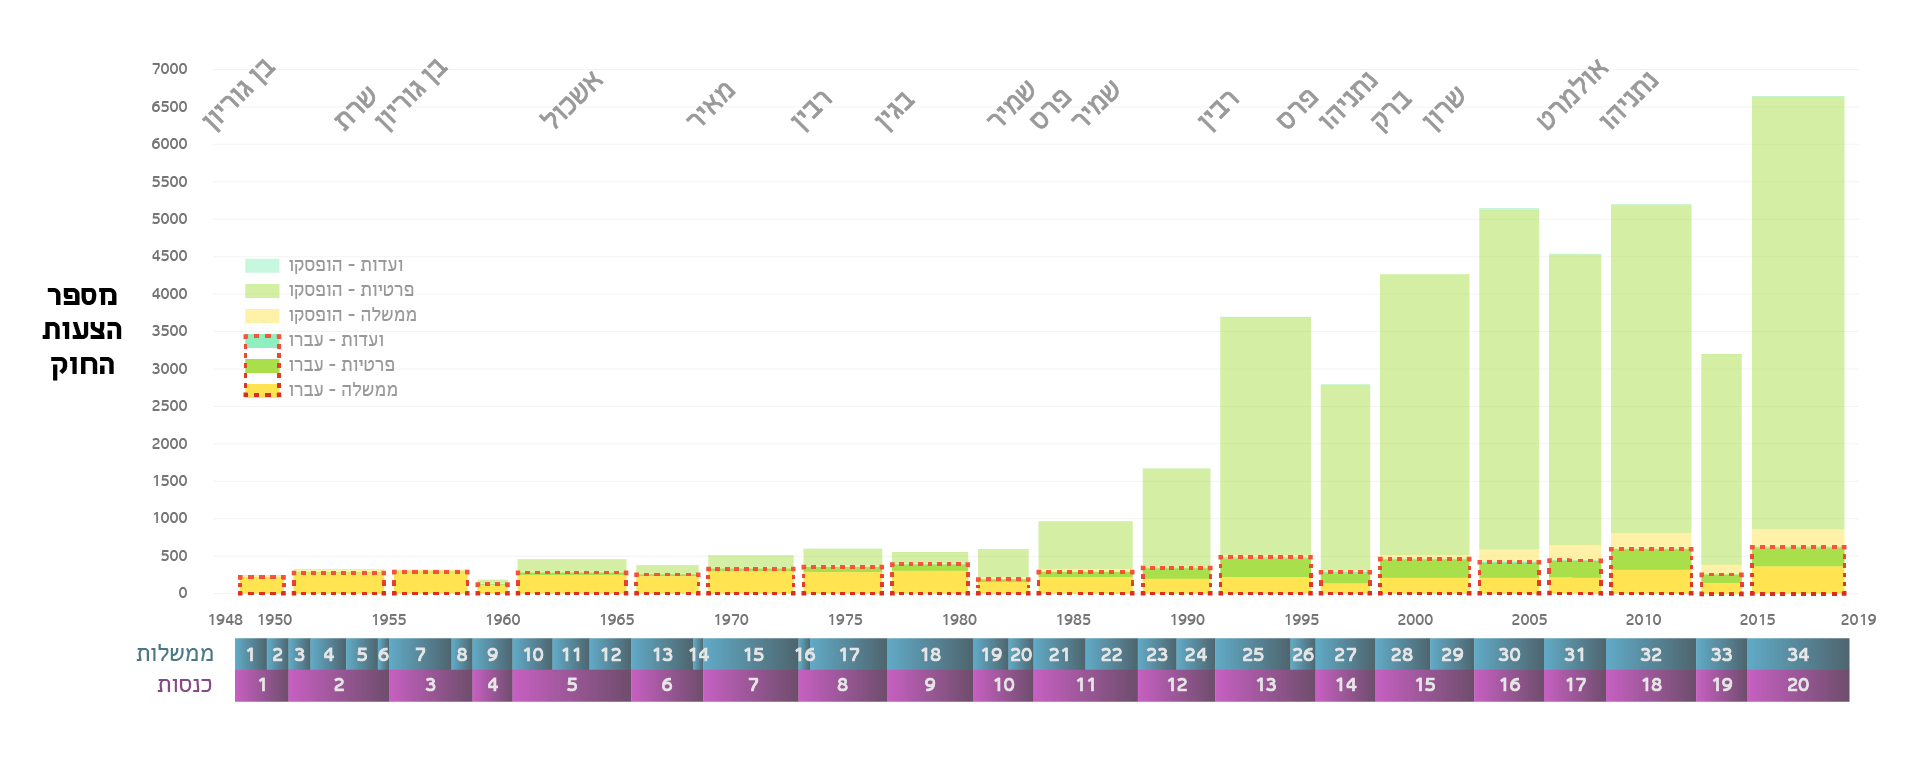 בן גוריון
שרת
בן גוריון
אשכול
מאיר
רבין
בגין
שמיר
פרס
שמיר
רבין
פרס
נתניהו
ברק
שרון
אולמרט
נתניהו
7000
6500
6000
5500
5000
4500
4000
3500
3000
2500
2000
1500
1000
500
0
מספר
הצעות
החוק
ועדות - הופסקו
פרטיות - הופסקו
ממשלה - הופסקו
ועדות - עברו
פרטיות - עברו
ממשלה - עברו
1948 1950 1955 1960 1965 1970 1975 1980 1985 1990 1995 2000 2005 2010 2015 2019
ממשלות 1 2 3 4 5 6 7 8 9 10 11 12 13 14 15 16 17 18 19 20 21 22 23 24 25 26 27 28 29 30 31 32 33 34
כנסות 1 2 3 4 5 6 7 8 9 10 11 12 13 14 15 16 17 18 19 20